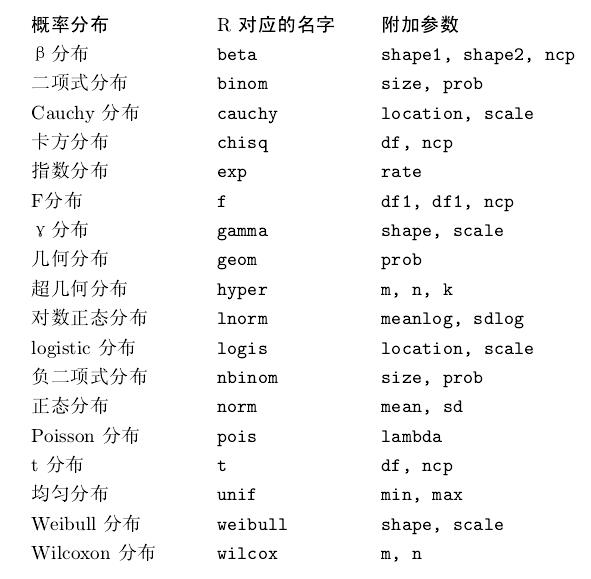 概率分布 R 对应的名字 附加参数
β分布 beta shape1, shape2, ncp
二项式分布 binom size, prob
Cauchy 分布 cauchy location, scale
卡方分布 chisq df, ncp
指数分布 exp rate
F分布 f df1, df1, ncp
γ分布 gamma shape, scale
几何分布 geom prob
超几何分布 hyper m, n, k
对数正态分布 lnorm meanlog, sdlog
logistic 分布 logis location, scale
负二项式分布 nbinom size, prob
正态分布 norm mean, sd
Poisson 分布 pois lambda
t 分布 t df, ncp
均匀分布 unif min, max
Weibull 分布 weibull shape, scale
Wilcoxon 分布 wilcox m, n